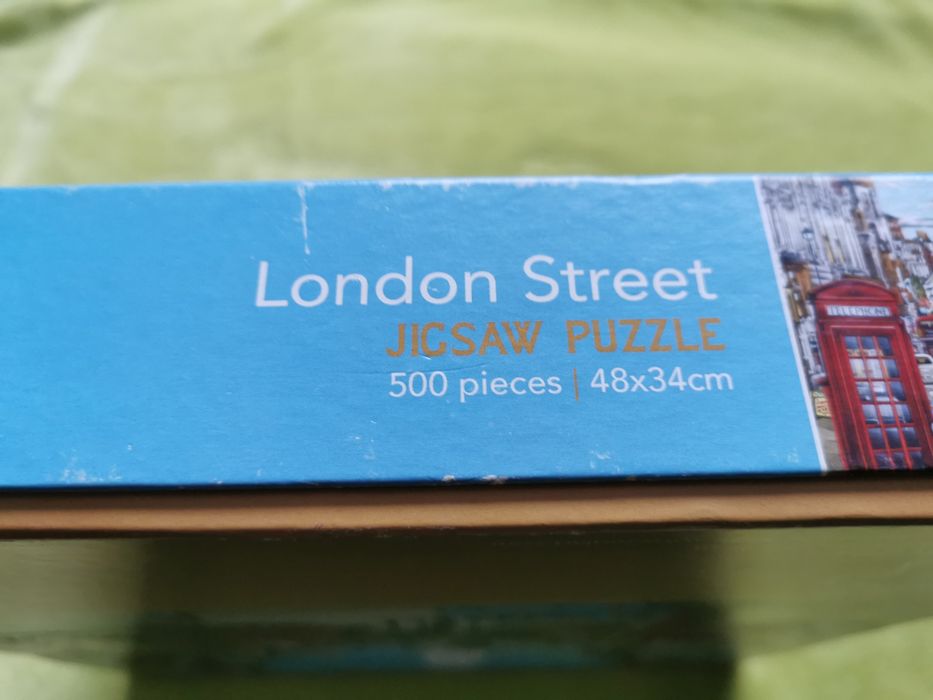 London Street
JIGSAW PUZZLE
500 pieces | 48x34cm
TELEPHONE